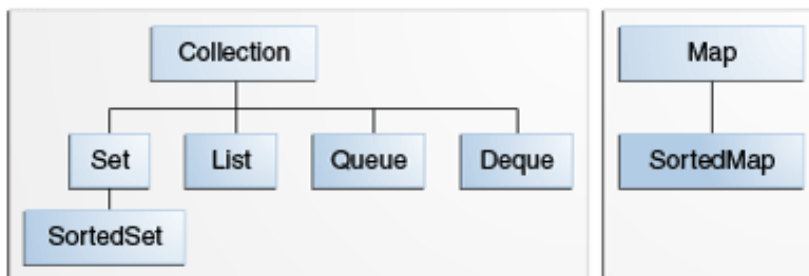 Collection
Set
List
Queue
Deque
SortedSet
Map
SortedMap